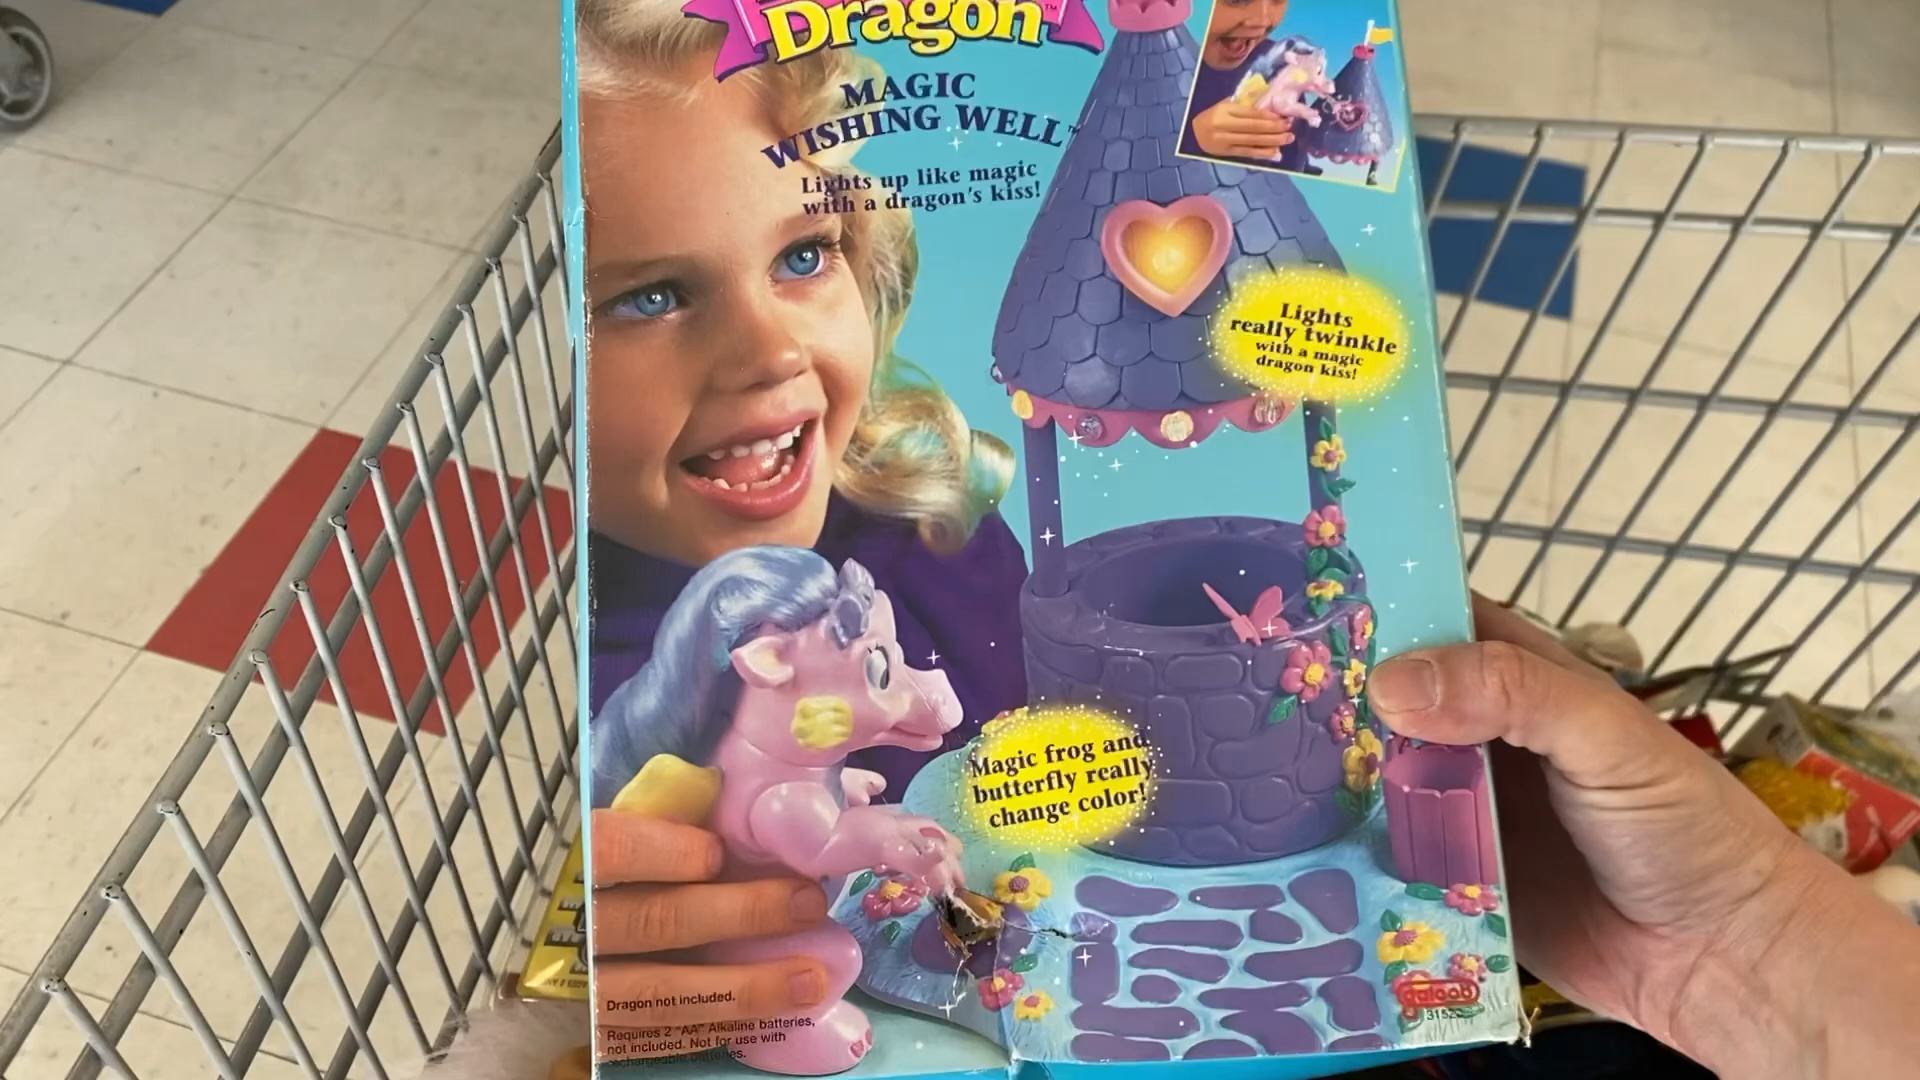 Dragon™
MAGIC
WISHING WELL™
Lights up like magic
with a dragon's kiss!
Lights
really twinkle
with a magic
dragon kiss!
Magic frog and
butterfly really
change color!
Dragon not included.
Requires 2 "AA" Alkaline batteries,
not included. Not for use with
rechargeable batteries.
galoob